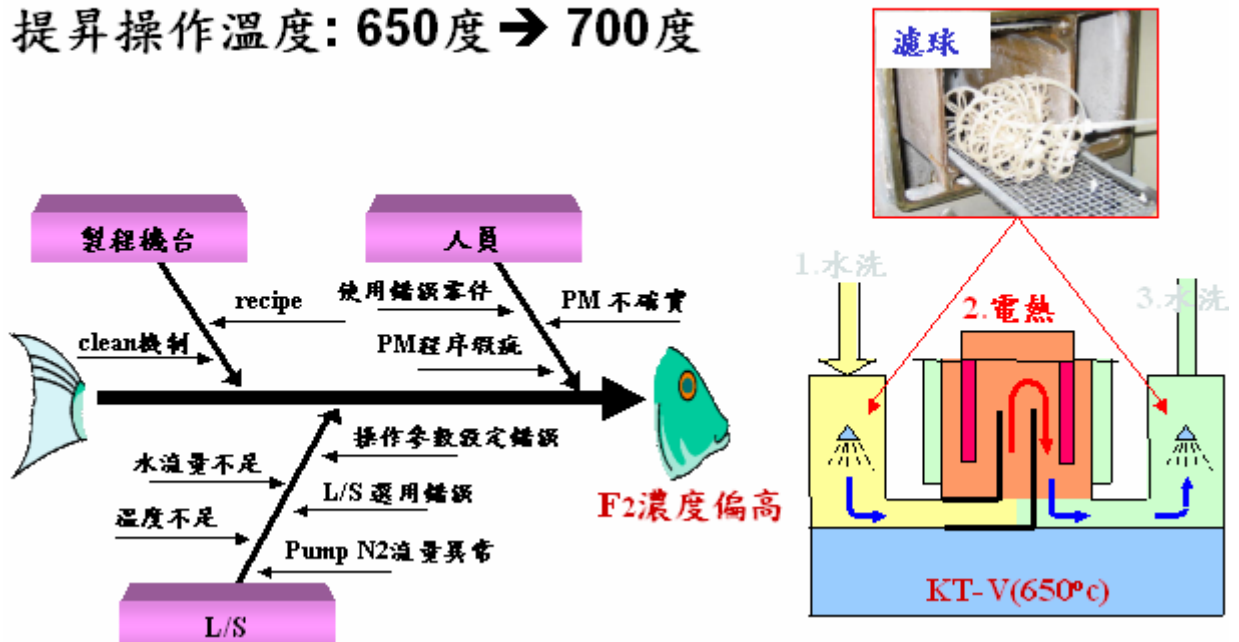 提昇操作溫度: 650度➔ 700度
濾球
製程機台
人員
recipe
clean機制
使用錯誤零件
PM 不確實
PM程序瑕疵
操作參數設定錯誤
水流量不足
L/S 選用錯誤
溫度不足
Pump N2流量異常
L/S
F2濃度偏高
1.水洗
2.電熱
3.水洗
KT-V(650°c)